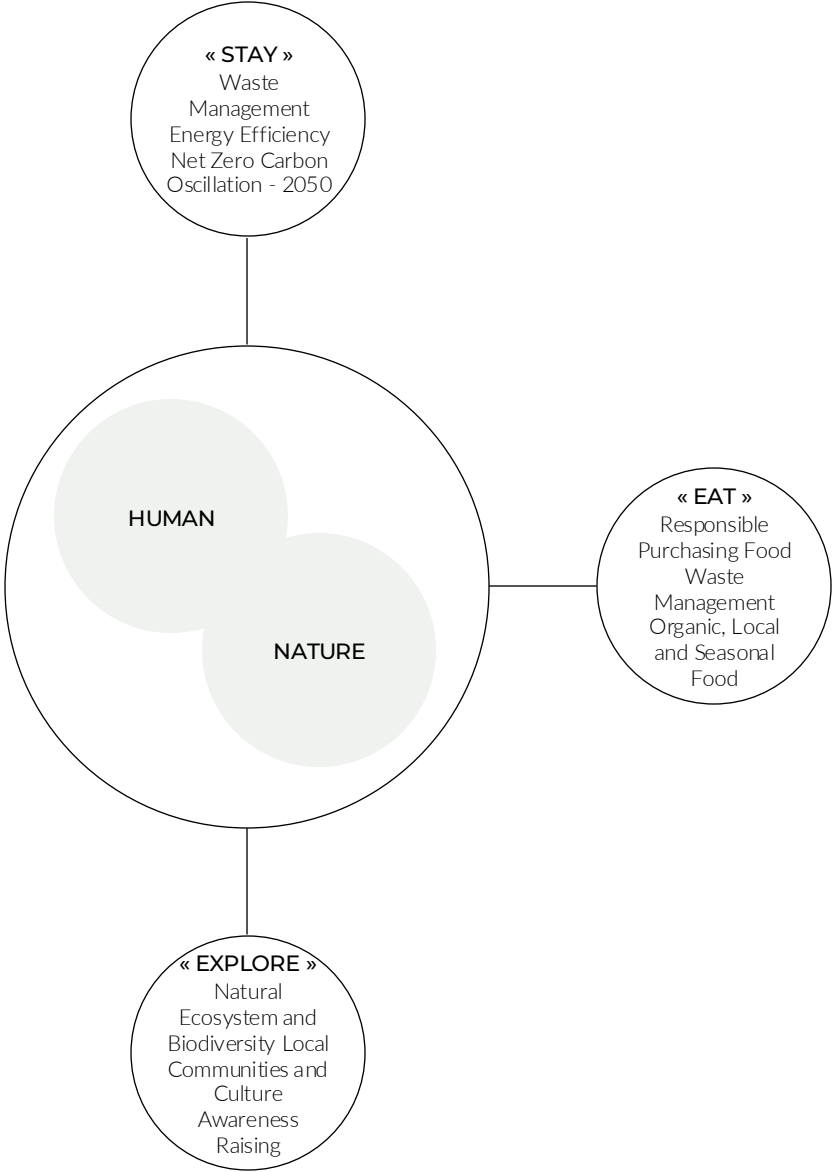 « STAY »
Waste
Management
Energy Efficiency
Net Zero Carbon
Oscillation - 2050
HUMAN
NATURE
« EAT »
Responsible
Purchasing Food
Waste
Management
Organic, Local
and Seasonal
Food
« EXPLORE »
Natural
Ecosystem and
Biodiversity Local
Communities and
Culture
Awareness
Raising